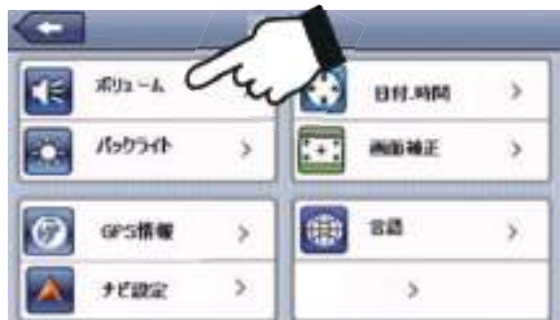 ボリューム
バックライト
日付.時間
画面補正
GPS情報
ナビ設定
言語